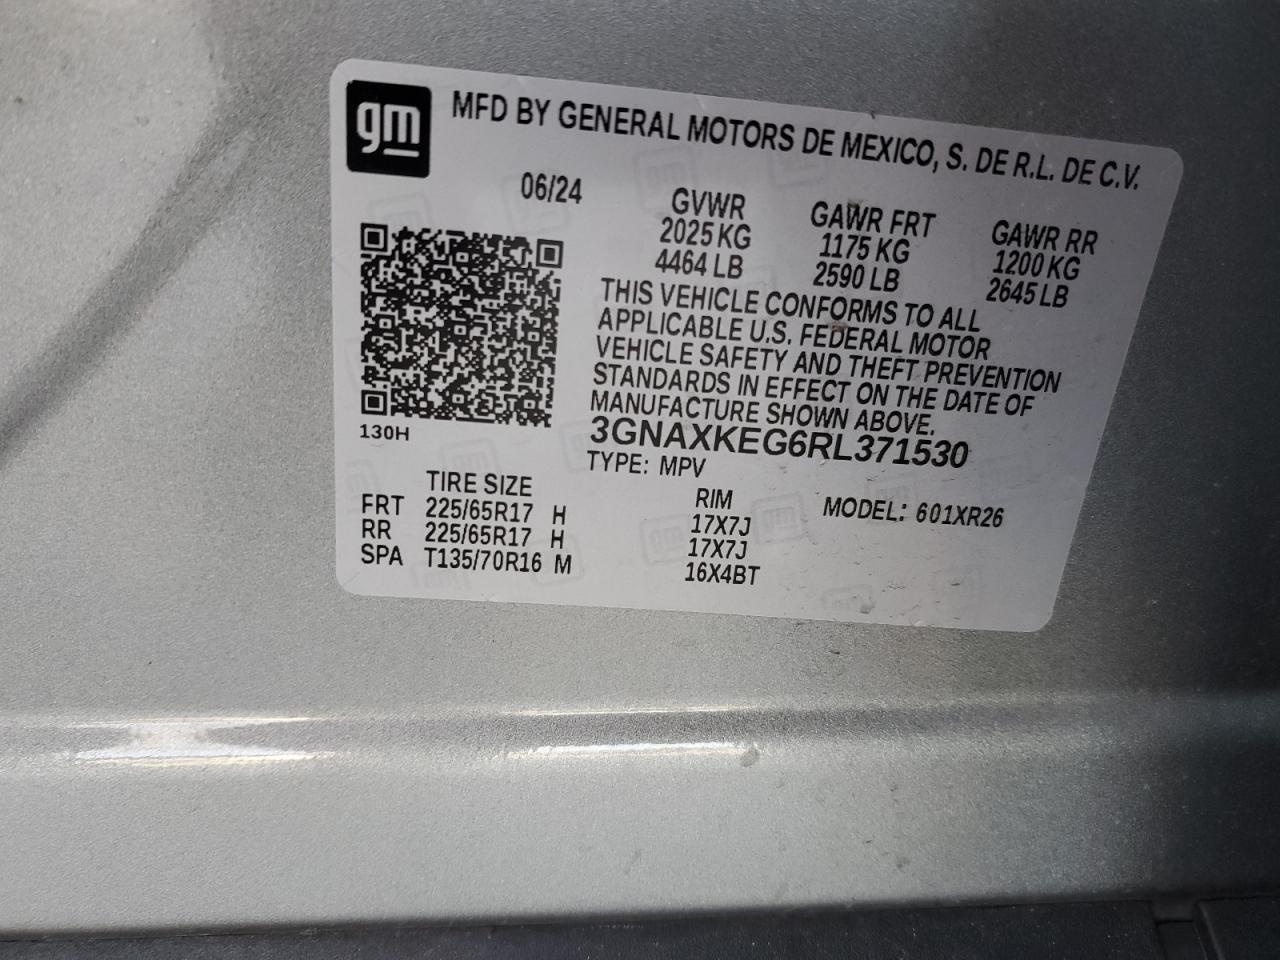 gm
MFD BY GENERAL MOTORS DE MEXICO, S. DE R.L. DE C.V.
06/24
GVWR GAWR FRT GAWR RR
2025 KG 1175 KG 1200 KG
4464 LB 2590 LB 2645 LB
THIS VEHICLE CONFORMS TO ALL
APPLICABLE U.S. FEDERAL MOTOR
VEHICLE SAFETY AND THEFT PREVENTION
STANDARDS IN EFFECT ON THE DATE OF
MANUFACTURE SHOWN ABOVE.
130H
3GNAXKEG6RL371530
TYPE: MPV
MODEL: 601XR26
TIRE SIZE RIM
FRT 225/65R17 H 17X7J
RR 225/65R17 H 17X7J
SPA T135/70R16 M 16X4BT